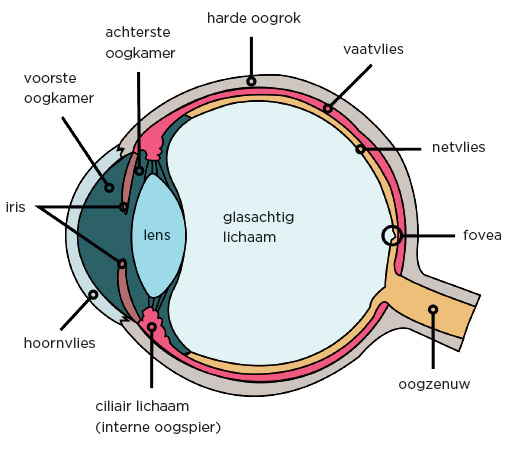 harde oogrok
achterste
oogkamer
vaatvlies
voorste
oogkamer
netvlies
iris
lens
glasachtig
lichaam
fovea
hoornvlies
oogzenuw
ciliair lichaam
(interne oogspier)